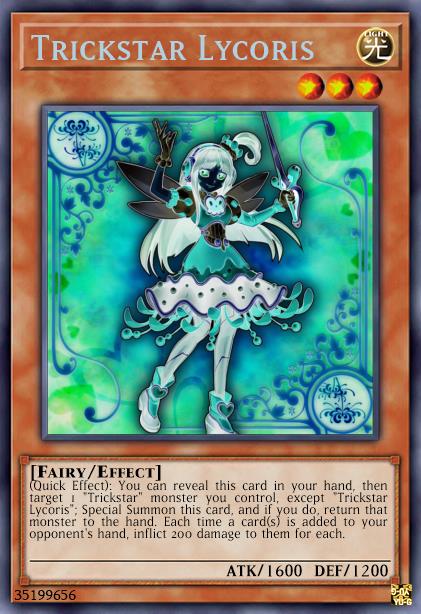 Trickstar Lycoris
LIGHT
光
[Fairy/Effect]
(Quick Effect): You can reveal this card in your hand, then
target 1 "Trickstar" monster you control, except "Trickstar
Lycoris"; Special Summon this card, and if you do, return that
monster to the hand. Each time a card(s) is added to your
opponent's hand, inflict 200 damage to them for each.
ATK/1600 DEF/1200
35199656